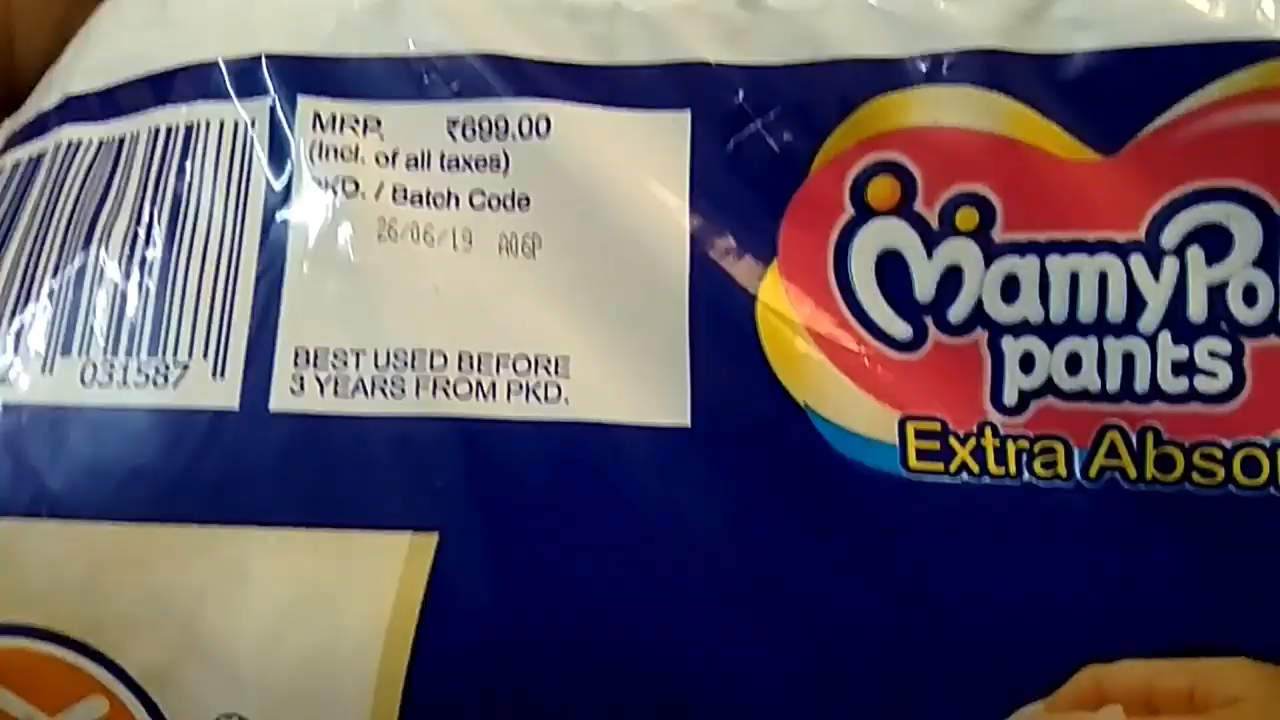 MRP. ₹699.00
(Incl. of all taxes)
PKD. / Batch Code
26/06/19 A06P
BEST USED BEFORE
3 YEARS FROM PKD.
031587
MamyPo
pants
Extra Absor